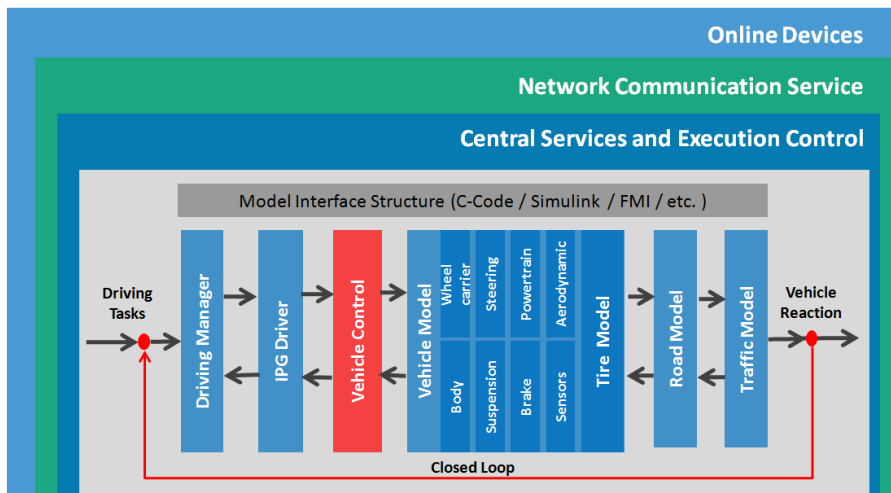 Online Devices
Network Communication Service
Central Services and Execution Control
Model Interface Structure (C-Code / Simulink / FMI / etc. )
Driving
Tasks
Driving Manager
IPG Driver
Vehicle Control
Vehicle Model
Wheel
carrier
Steering
Powertrain
Aerodynamic
Body
Suspension
Brake
Sensors
Tire Model
Road Model
Traffic Model
Vehicle
Reaction
Closed Loop